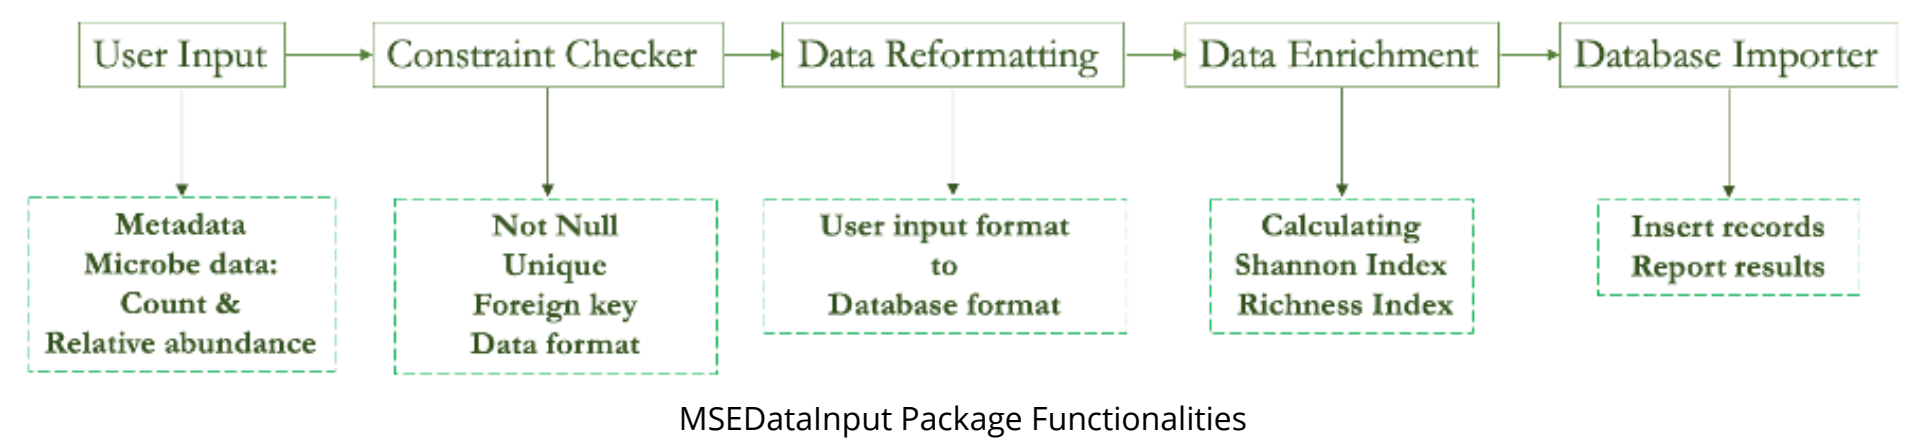 User Input
Constraint Checker
Data Reformatting
Data Enrichment
Database Importer
Metadata
Microbe data:
Count &
Relative abundance
Not Null
Unique
Foreign key
Data format
User input format
to
Database format
Calculating
Shannon Index
Richness Index
Insert records
Report results
MSEDataInput Package Functionalities